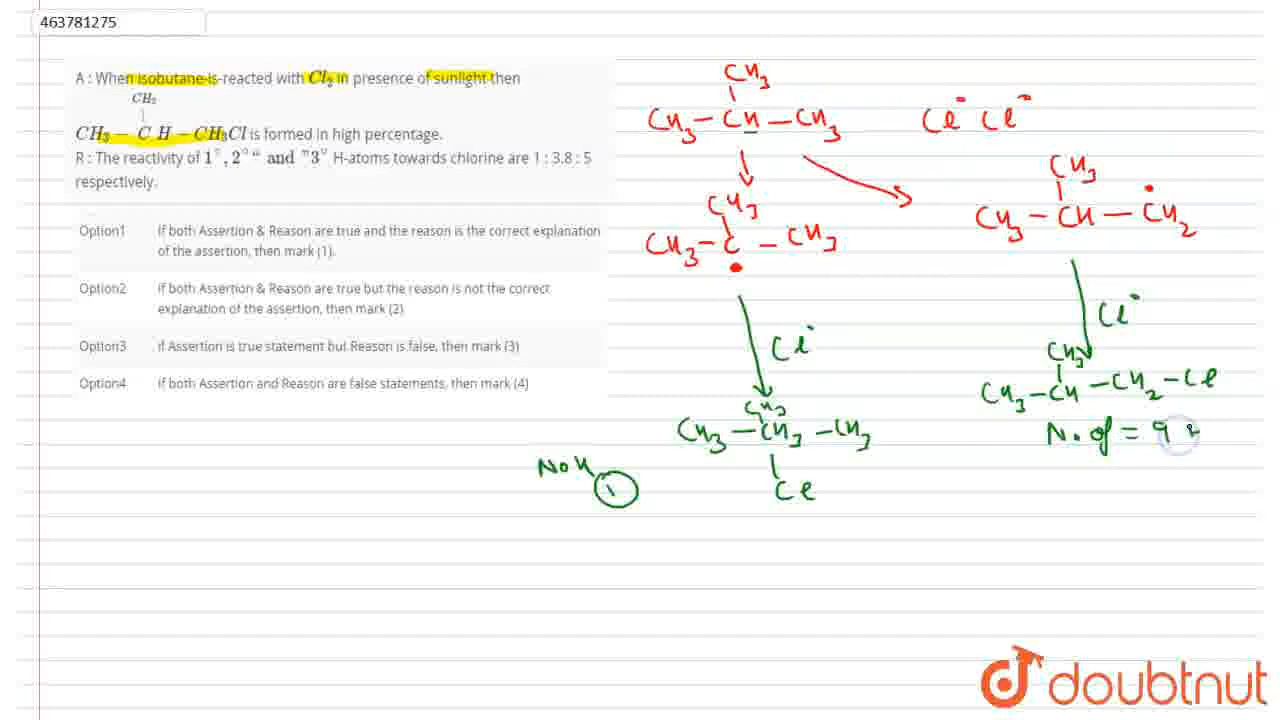 463781275
A : When isobutane-is-reacted with Cl₂ in presence of sunlight then
CH₃
|
CH₃ − C H − CH₃Cl is formed in high percentage.
R : The reactivity of 1°, 2° “ and ”3° H-atoms towards chlorine are 1 : 3.8 : 5
respectively.
Option1 If both Assertion & Reason are true and the reason is the correct explanation
of the assertion, then mark (1).
Option2 If both Assertion & Reason are true but the reason is not the correct
explanation of the assertion, then mark (2)
Option3 if Assertion is true statement but Reason is false, then mark (3)
Option4 if both Assertion and Reason are false statements, then mark (4)
CH₃
|
CH₃ − CH − CH₃
Cl• Cl•
CH₃
|
CH₃ − C• − CH₃
CH₃
|
CH₃ − CH − C•H₂
Cl•
Cl•
CH₃
CH₃ − CH₃ − CH₃
|
Cl
CH₃
|
CH₃ − CH − CH₂ − Cl
N. of = 9
No H
1
doubtnut